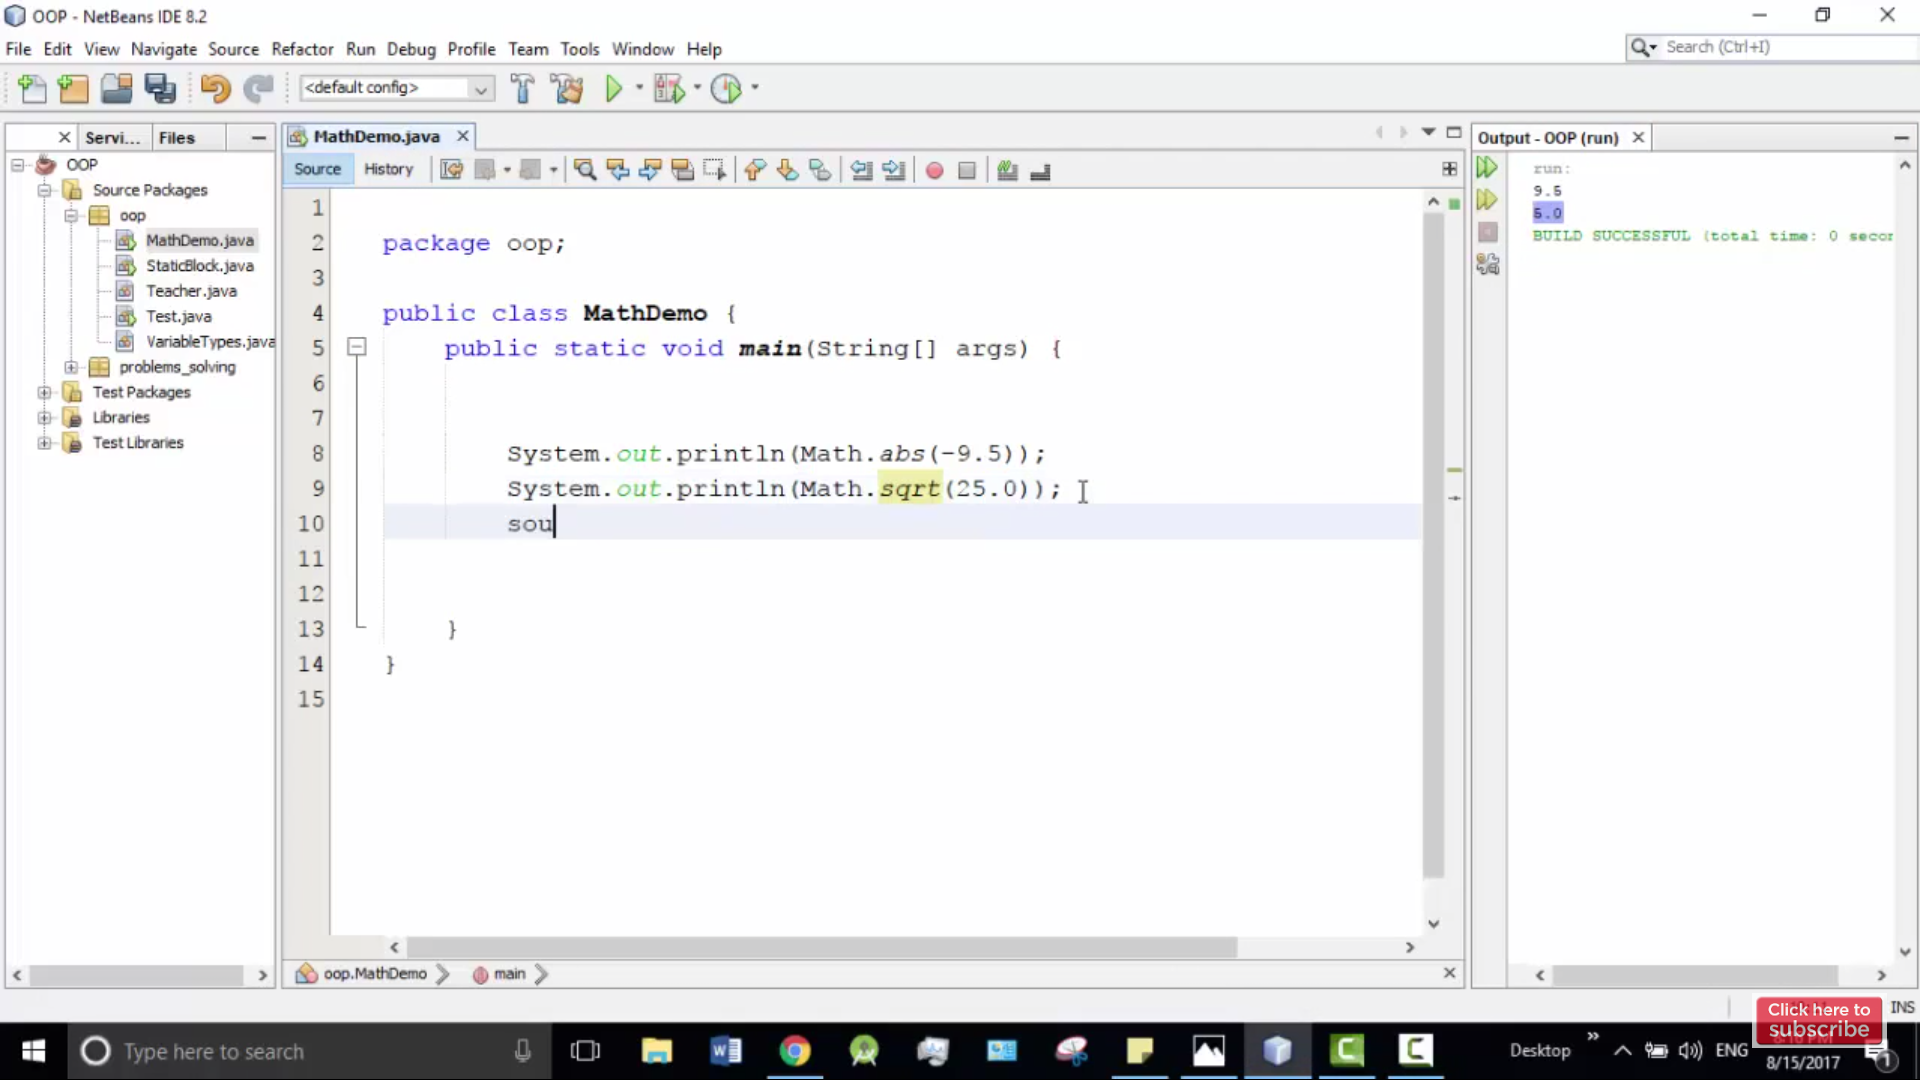 OOP - NetBeans IDE 8.2
File Edit View Navigate Source Refactor Run Debug Profile Team Tools Window Help
Search (Ctrl+I)
<default config>
Servi... Files
OOP
Source Packages
oop
MathDemo.java
StaticBlock.java
Teacher.java
Test.java
VariableTypes.java
problems_solving
Test Packages
Libraries
Test Libraries
MathDemo.java
Source History
1
2 package oop;
3
4 public class MathDemo {
5 public static void main(String[] args) {
6
7
8 System.out.println(Math.abs(-9.5));
9 System.out.println(Math.sqrt(25.0));
10 sou
11
12
13 }
14 }
15
oop.MathDemo main
Output - OOP (run)
run:
9.5
5.0
BUILD SUCCESSFUL (total time: 0 secor
INS
Click here to
subscribe
Type here to search
Desktop
ENG
8/15/2017
1